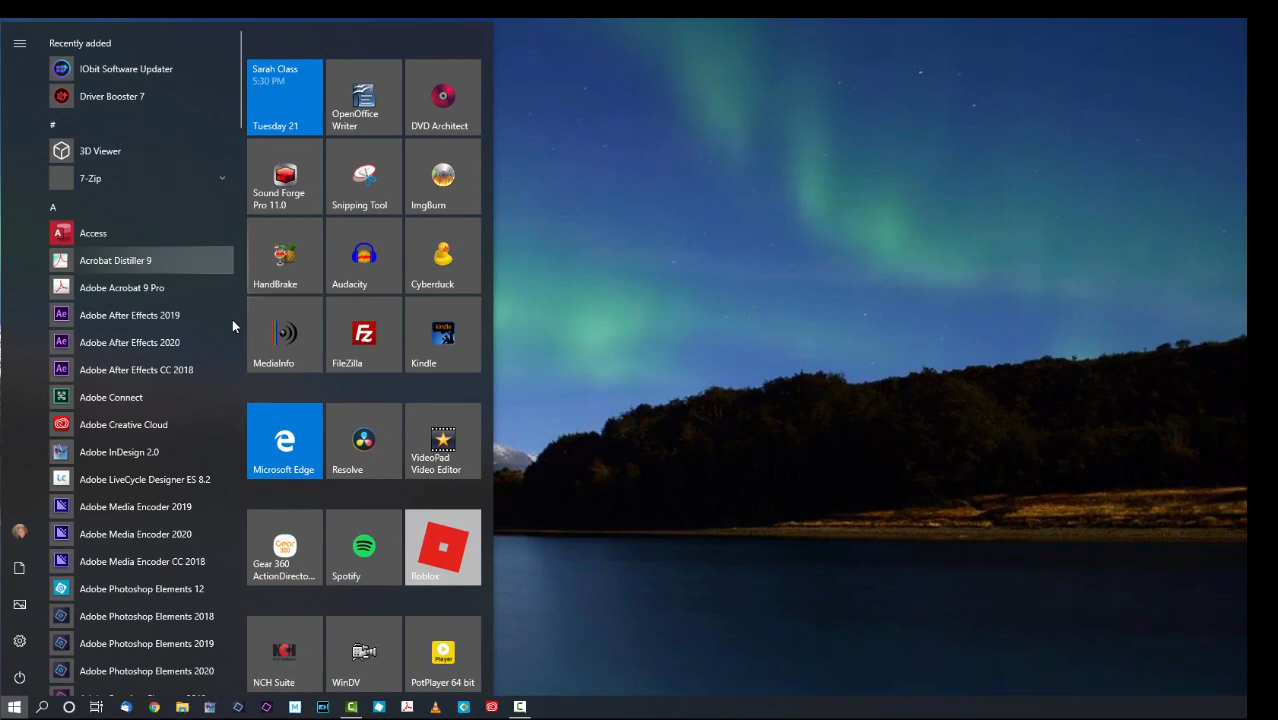 Recently added
IObit Software Updater
Driver Booster 7
#
3D Viewer
7-Zip
A
Access
Acrobat Distiller 9
Adobe Acrobat 9 Pro
Adobe After Effects 2019
Adobe After Effects 2020
Adobe After Effects CC 2018
Adobe Connect
Adobe Creative Cloud
Adobe InDesign 2.0
Adobe LiveCycle Designer ES 8.2
Adobe Media Encoder 2019
Adobe Media Encoder 2020
Adobe Media Encoder CC 2018
Adobe Photoshop Elements 12
Adobe Photoshop Elements 2018
Adobe Photoshop Elements 2019
Adobe Photoshop Elements 2020
Sarah Class
5:30 PM
Tuesday 21
OpenOffice
Writer
DVD Architect
Sound Forge
Pro 11.0
Snipping Tool
ImgBurn
HandBrake
Audacity
Cyberduck
MediaInfo
FileZilla
kindle
Kindle
Microsoft Edge
Resolve
VideoPad
Video Editor
Gear
360
Gear 360
ActionDirecto...
Spotify
Roblox
NCH
NCH Suite
WinDV
Player
PotPlayer 64 bit